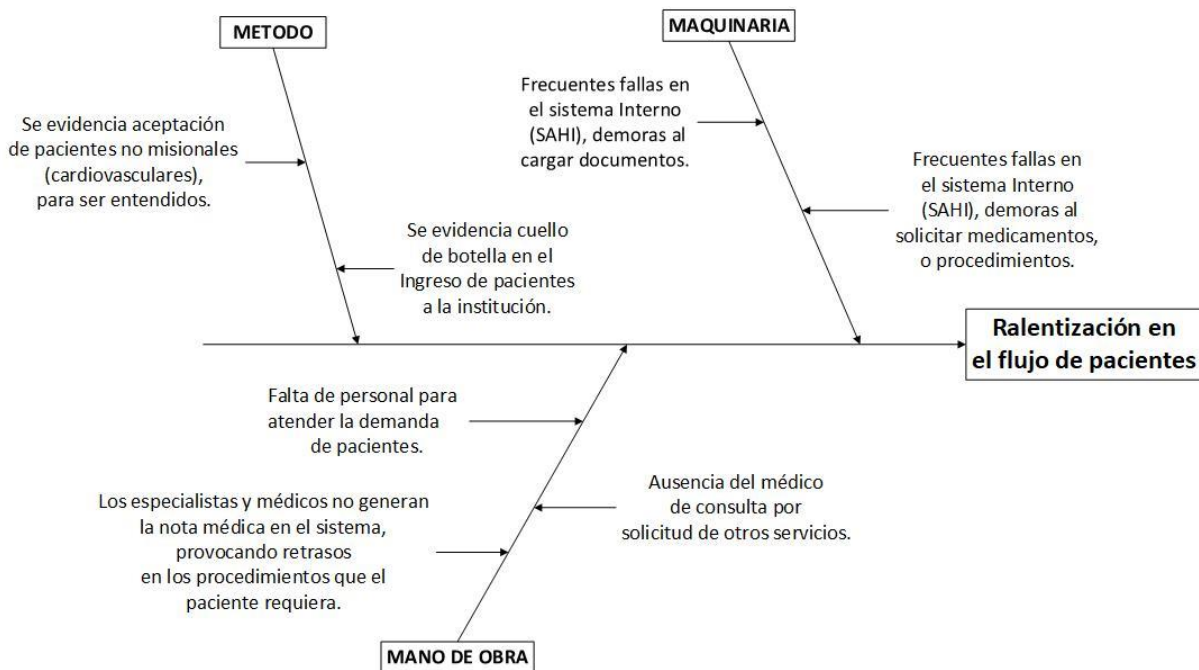 METODO
MAQUINARIA
Se evidencia aceptación
de pacientes no misionales
(cardiovasculares),
para ser entendidos.
Se evidencia cuello
de botella en el
Ingreso de pacientes
a la institución.
Frecuentes fallas en
el sistema Interno
(SAHI), demoras al
cargar documentos.
Frecuentes fallas en
el sistema Interno
(SAHI), demoras al
solicitar medicamentos,
o procedimientos.
Ralentización en
el flujo de pacientes
Falta de personal para
atender la demanda
de pacientes.
Los especialistas y médicos no generan
la nota médica en el sistema,
provocando retrasos
en los procedimientos que el
paciente requiera.
Ausencia del médico
de consulta por
solicitud de otros servicios.
MANO DE OBRA